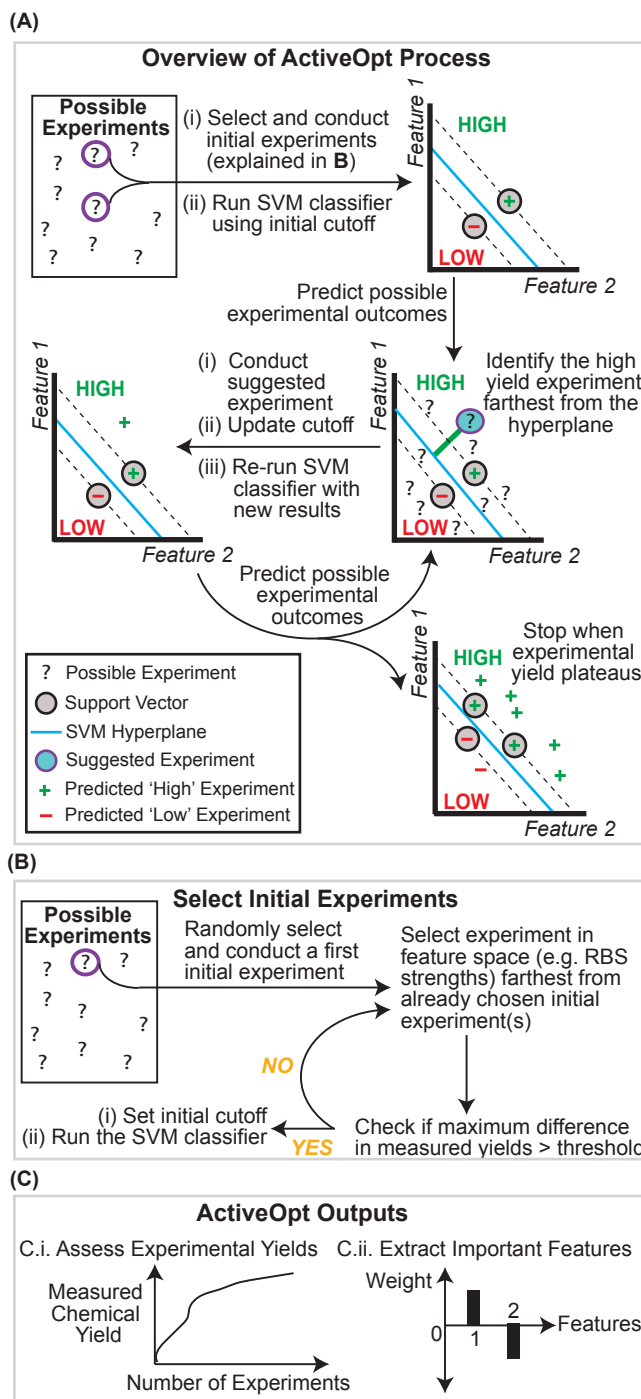 (A)
Overview of ActiveOpt Process
Possible
Experiments
? ? ? ? ? ? ? ? ? ?
(i) Select and conduct
initial experiments
(explained in B)
(ii) Run SVM classifier
using initial cutoff
Feature 1
HIGH
+
−
LOW
Feature 2
Predict possible
experimental outcomes
Feature 1
HIGH
+
+
−
LOW
Feature 2
(i) Conduct
suggested
experiment
(ii) Update cutoff
(iii) Re-run SVM
classifier with
new results
Feature 1
HIGH
? ? ? ? ? ? ? ? ?
+
−
LOW
Feature 2
Identify the high
yield experiment
farthest from the
hyperplane
Predict possible
experimental
outcomes
Stop when
experimental
yield plateaus
Feature 1
HIGH
+ + + + +
+ +
− −
LOW
Feature 2
? Possible Experiment
Support Vector
SVM Hyperplane
Suggested Experiment
+ Predicted ‘High’ Experiment
− Predicted ‘Low’ Experiment
(B)
Select Initial Experiments
Possible
Experiments
? ? ? ? ? ? ? ? ? ?
Randomly select
and conduct a first
initial experiment
Select experiment in
feature space (e.g. RBS
strengths) farthest from
already chosen initial
experiment(s)
NO
(i) Set initial cutoff
(ii) Run the SVM classifier
YES
Check if maximum difference
in measured yields > threshold
(C)
ActiveOpt Outputs
C.i. Assess Experimental Yields
Measured
Chemical
Yield
Number of Experiments
C.ii. Extract Important Features
Weight
2
0
1
Features